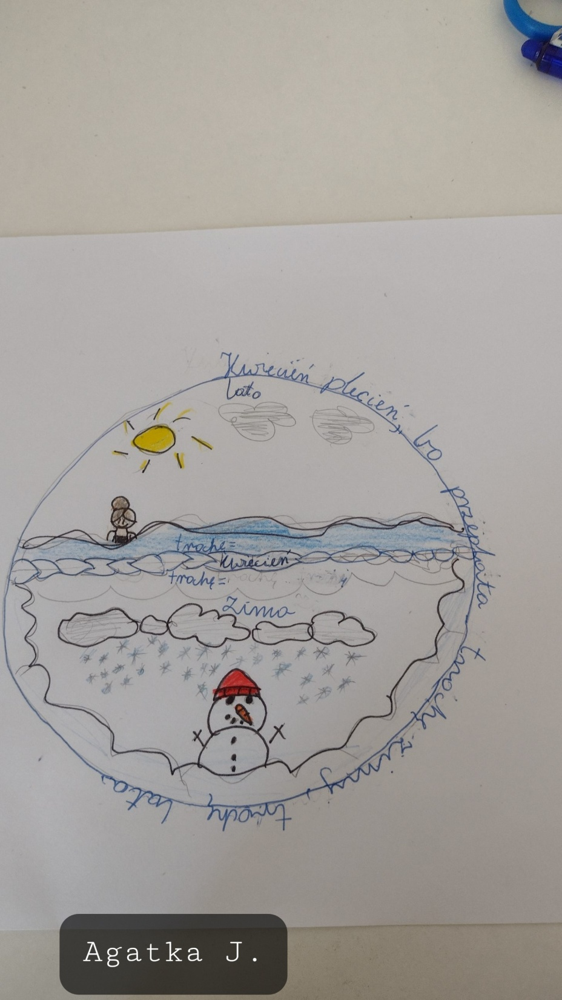 Kwiecień plecień, bo przeplata trochę zimy, trochę lata.
Lato
trochę=
Kwiecień
trochę=
Zima
Agatka J.